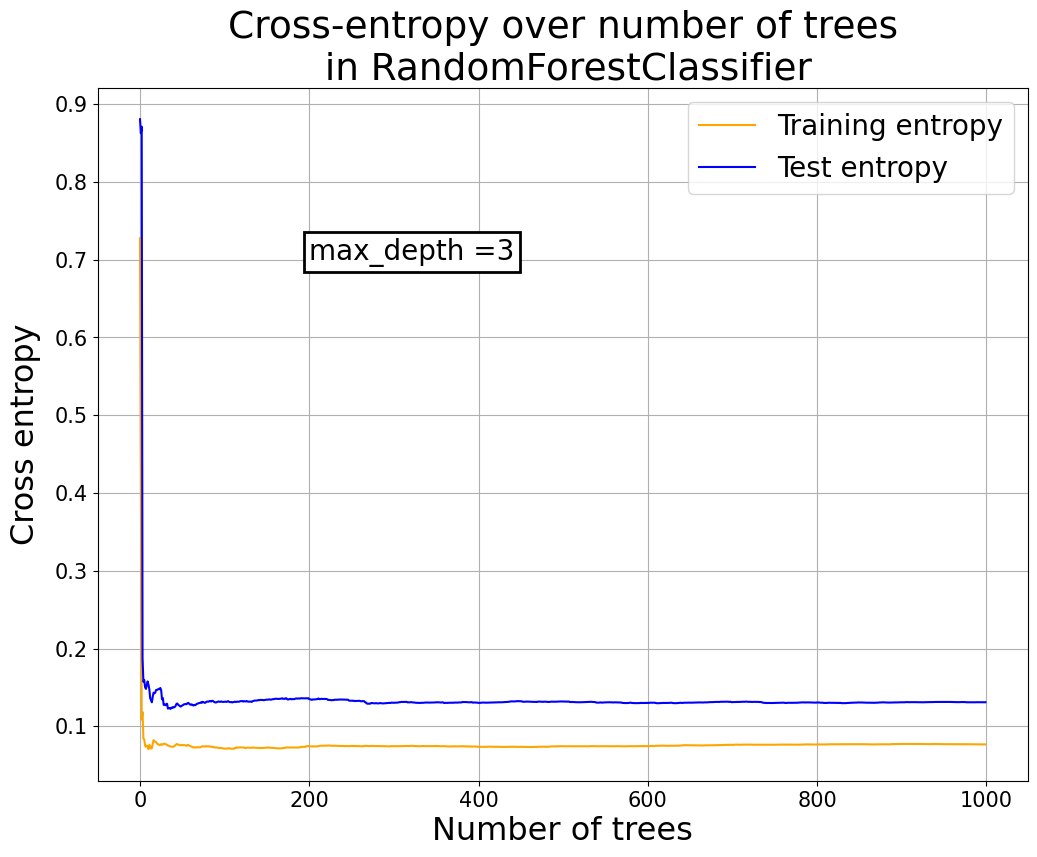 Cross-entropy over number of trees
in RandomForestClassifier
Training entropy
Test entropy
max_depth =3
Cross entropy
0.9
0.8
0.7
0.6
0.5
0.4
0.3
0.2
0.1
0
200
400
600
800
1000
Number of trees